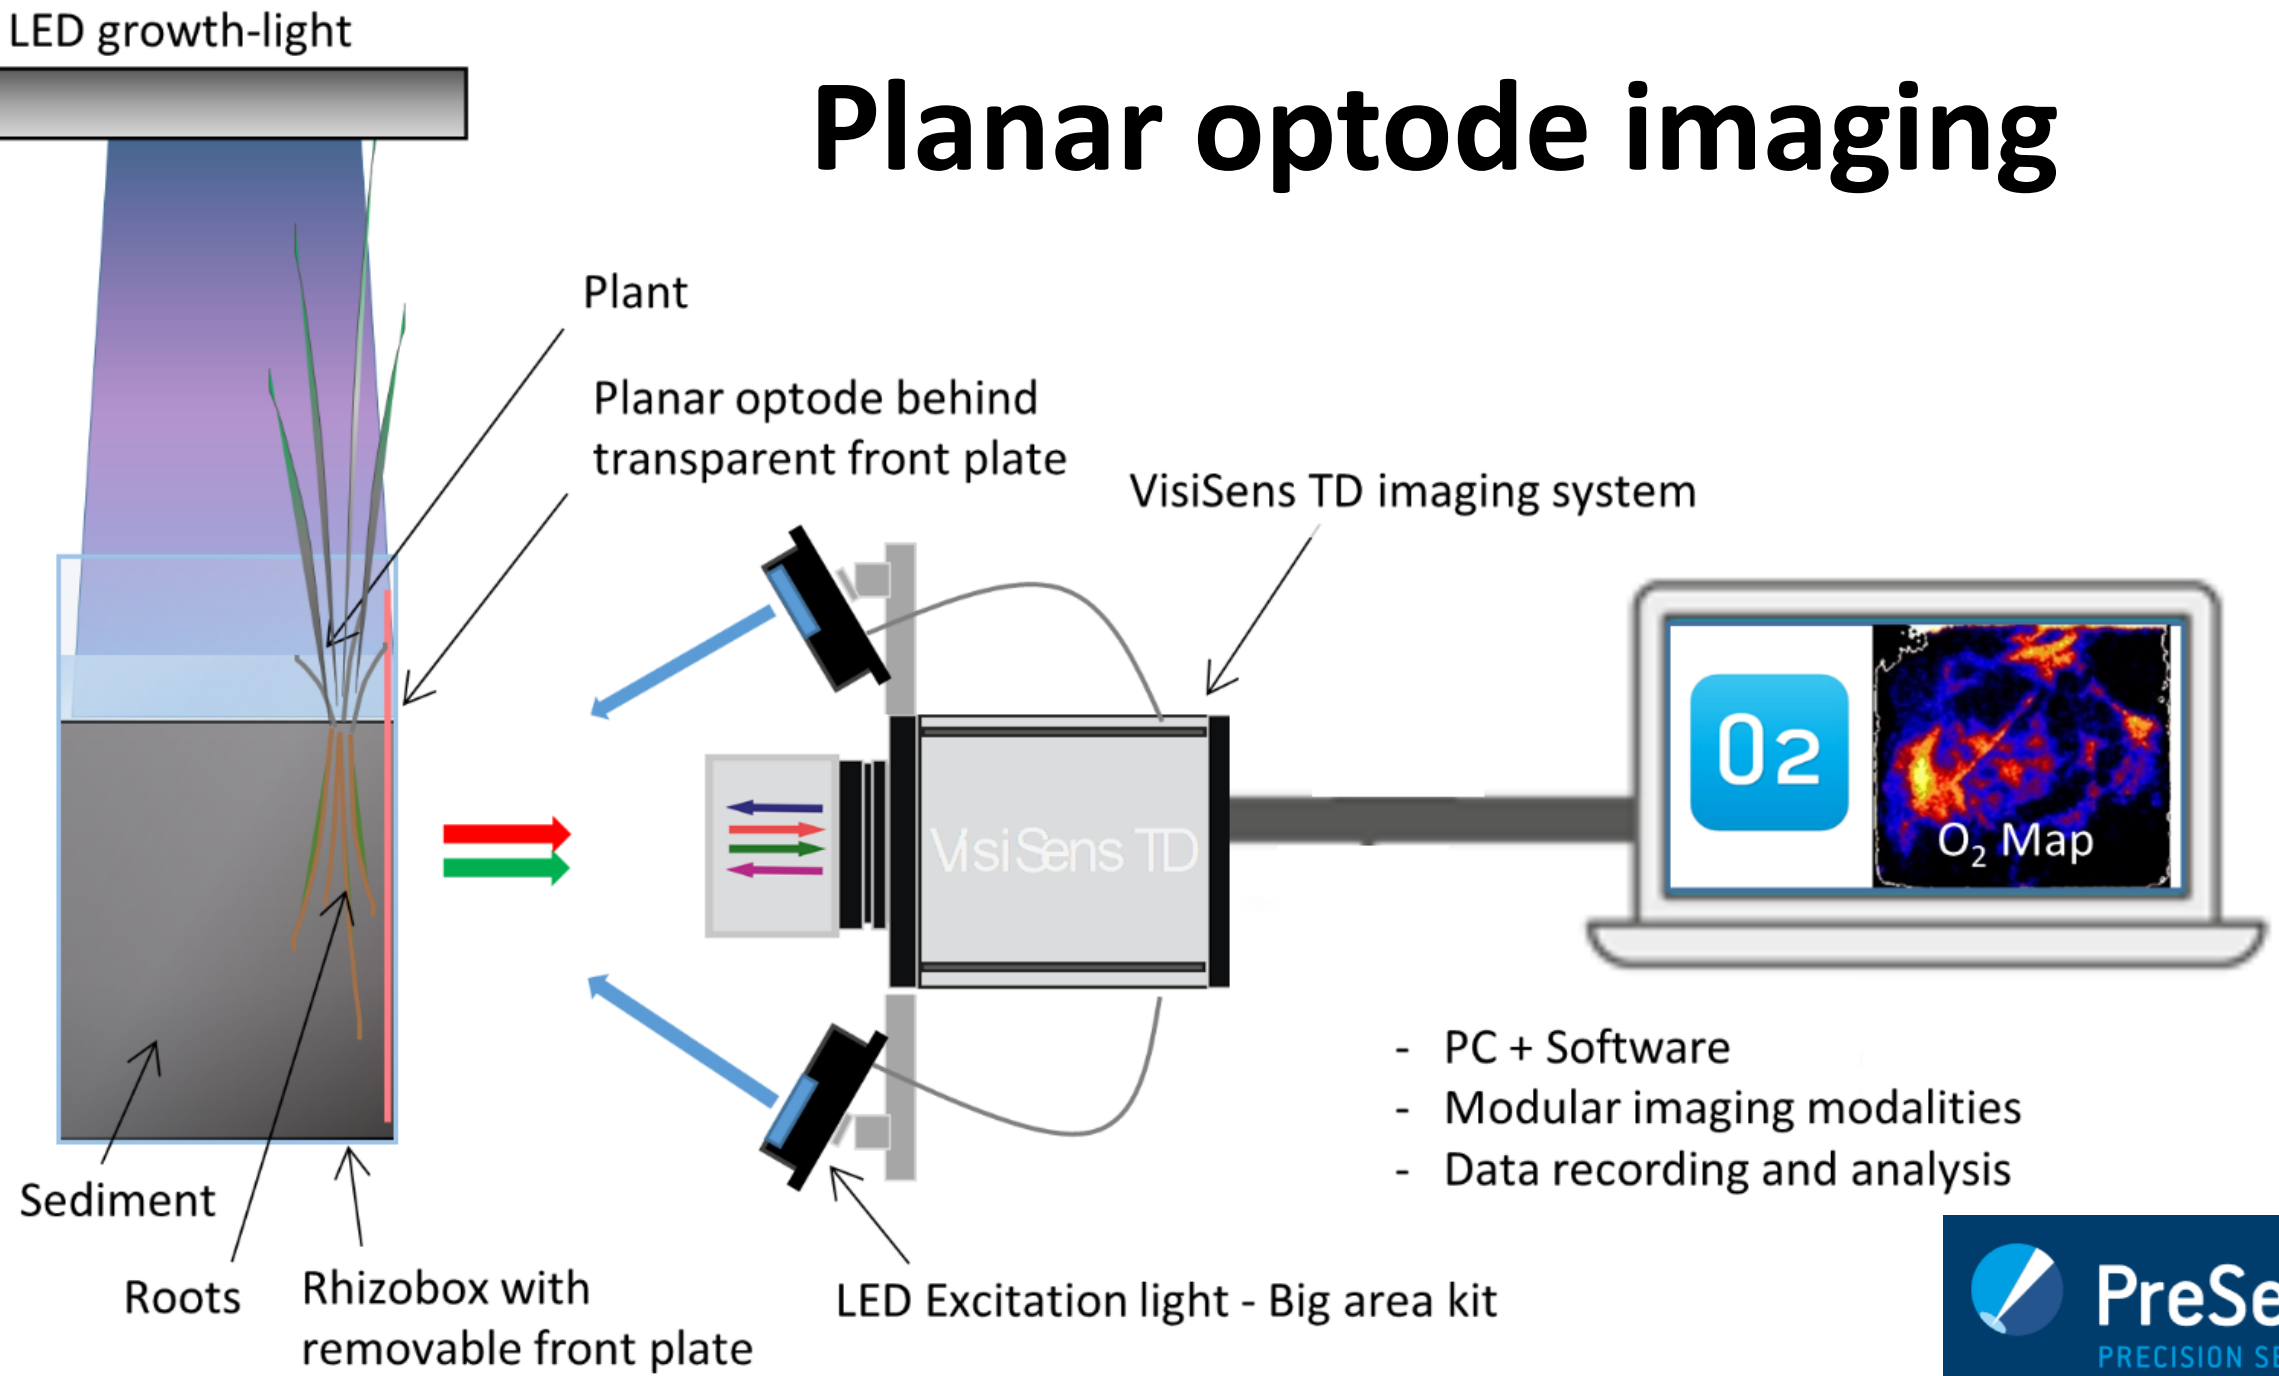 LED growth-light
Planar optode imaging
Plant
Planar optode behind
transparent front plate
VisiSens TD imaging system
VisiSens TD
O2
O₂ Map
- PC + Software
- Modular imaging modalities
- Data recording and analysis
Sediment
Roots
Rhizobox with
removable front plate
LED Excitation light - Big area kit
PreSe
PRECISION SE